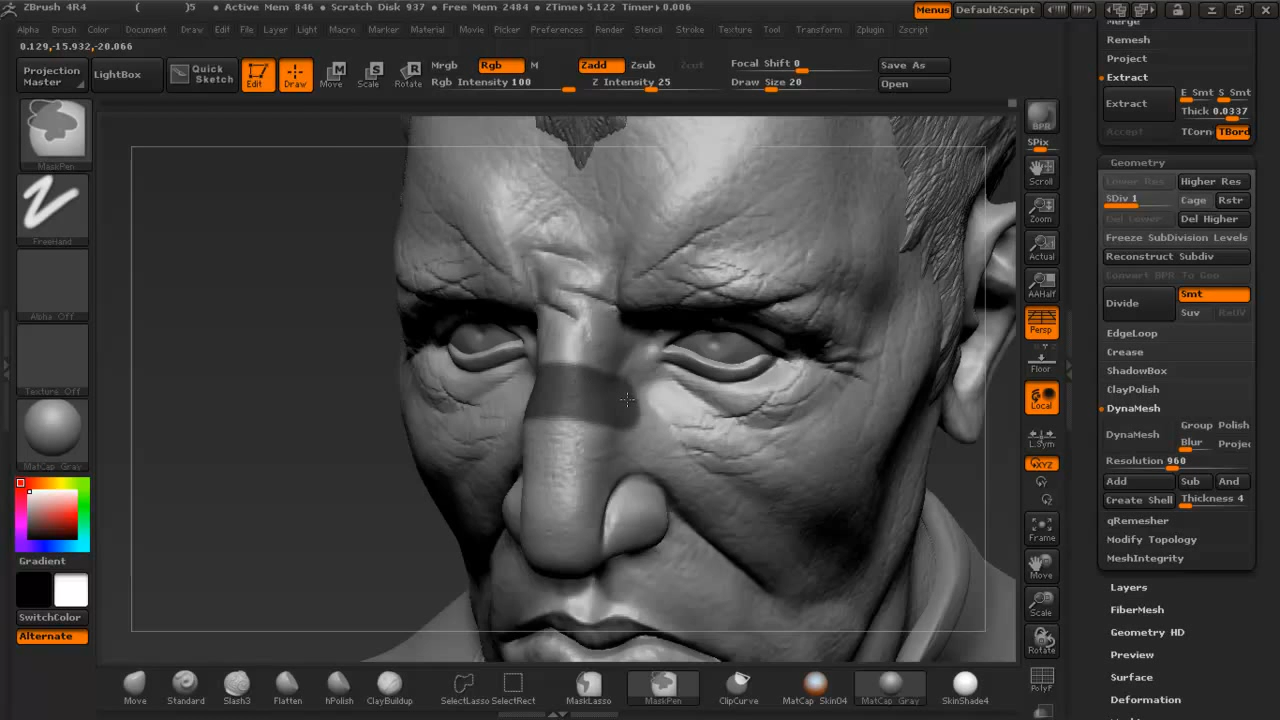 ZBrush 4R4 ( )5 • Active Mem 846 • Scratch Disk 937 • Free Mem 2484 • ZTime▸5.122 Timer▸0.006 Menus DefaultZScript
Alpha Brush Color Document Draw Edit File Layer Light Macro Marker Material Movie Picker Preferences Render Stencil Stroke Texture Tool Transform Zplugin Zscript
0.129,-15.932,-20.066
Projection Master
LightBox
Quick Sketch
Edit
Draw
Move
Scale
Rotate
Mrgb Rgb M
Rgb Intensity 100
Zadd Zsub Zcut
Z Intensity 25
Focal Shift 0
Draw Size 20
Save As
Open
MaskPen
FreeHand
Alpha Off
Texture Off
MatCap Gray
Gradient
SwitchColor
Alternate
BPR
SPix
Scroll
Zoom
Actual
AAHalf
Persp
Floor
Local
L.Sym
XYZ
Frame
Move
Scale
Rotate
PolyF
Merge
Remesh
Project
Extract
Extract
E Smt S Smt
Thick 0.0337
Accept TCorn TBord
Geometry
Lower Res Higher Res
SDiv 1 Cage Rstr
Del Lower Del Higher
Freeze SubDivision Levels
Reconstruct Subdiv
Convert BPR To Geo
Divide
Smt
Suv ReUV
EdgeLoop
Crease
ShadowBox
ClayPolish
DynaMesh
DynaMesh
Group Polish
Blur Projec
Resolution 960
Add Sub And
Create Shell Thickness 4
qRemesher
Modify Topology
MeshIntegrity
Layers
FiberMesh
Geometry HD
Preview
Surface
Deformation
Move Standard Slash3 Flatten hPolish ClayBuildup SelectLasso SelectRect MaskLasso MaskPen ClipCurve MatCap Skin04 MatCap Gray SkinShade4